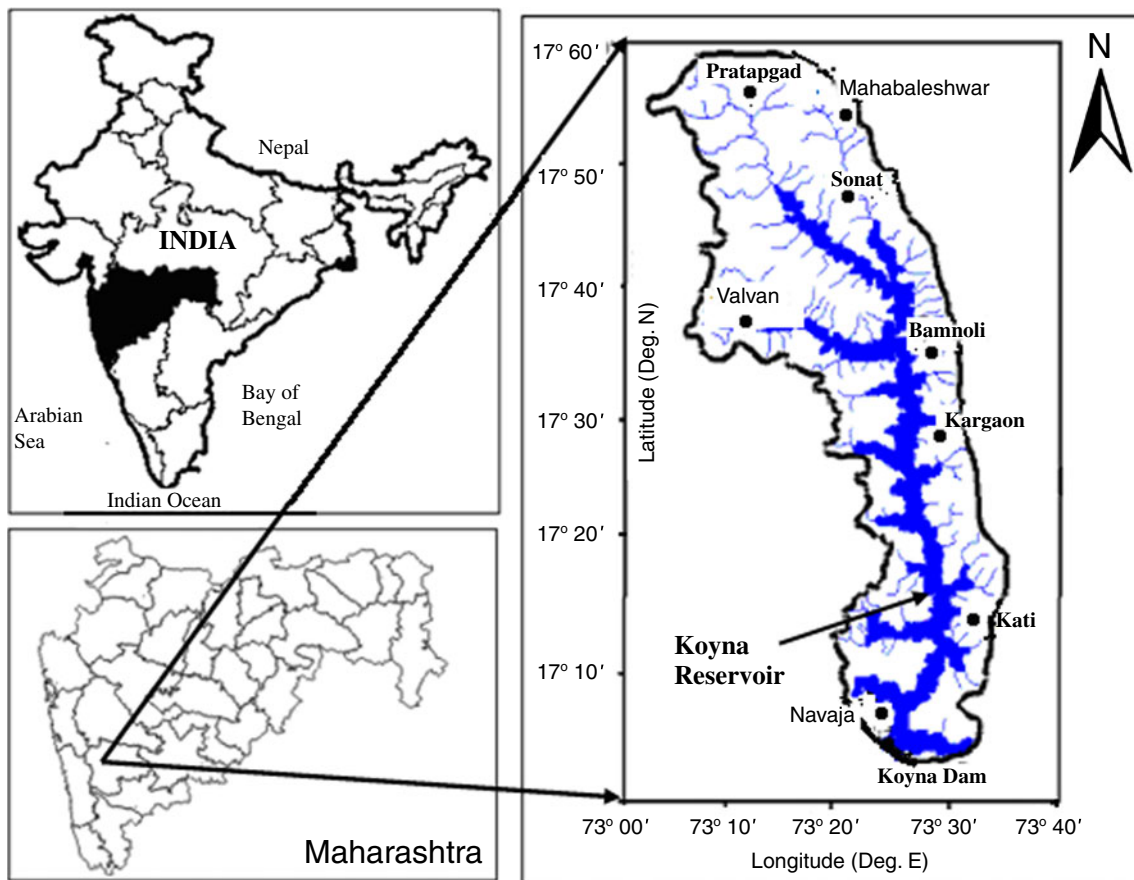 Nepal
INDIA
Arabian
Sea
Bay of
Bengal
Indian Ocean
Maharashtra
17° 60′
17° 50′
17° 40′
17° 30′
17° 20′
17° 10′
Latitude (Deg. N)
N
Pratapgad
Mahabaleshwar
Sonat
Valvan
Bamnoli
Kargaon
Kati
Koyna
Reservoir
Navaja
Koyna Dam
73° 00′ 73° 10′ 73° 20′ 73° 30′ 73° 40′
Longitude (Deg. E)